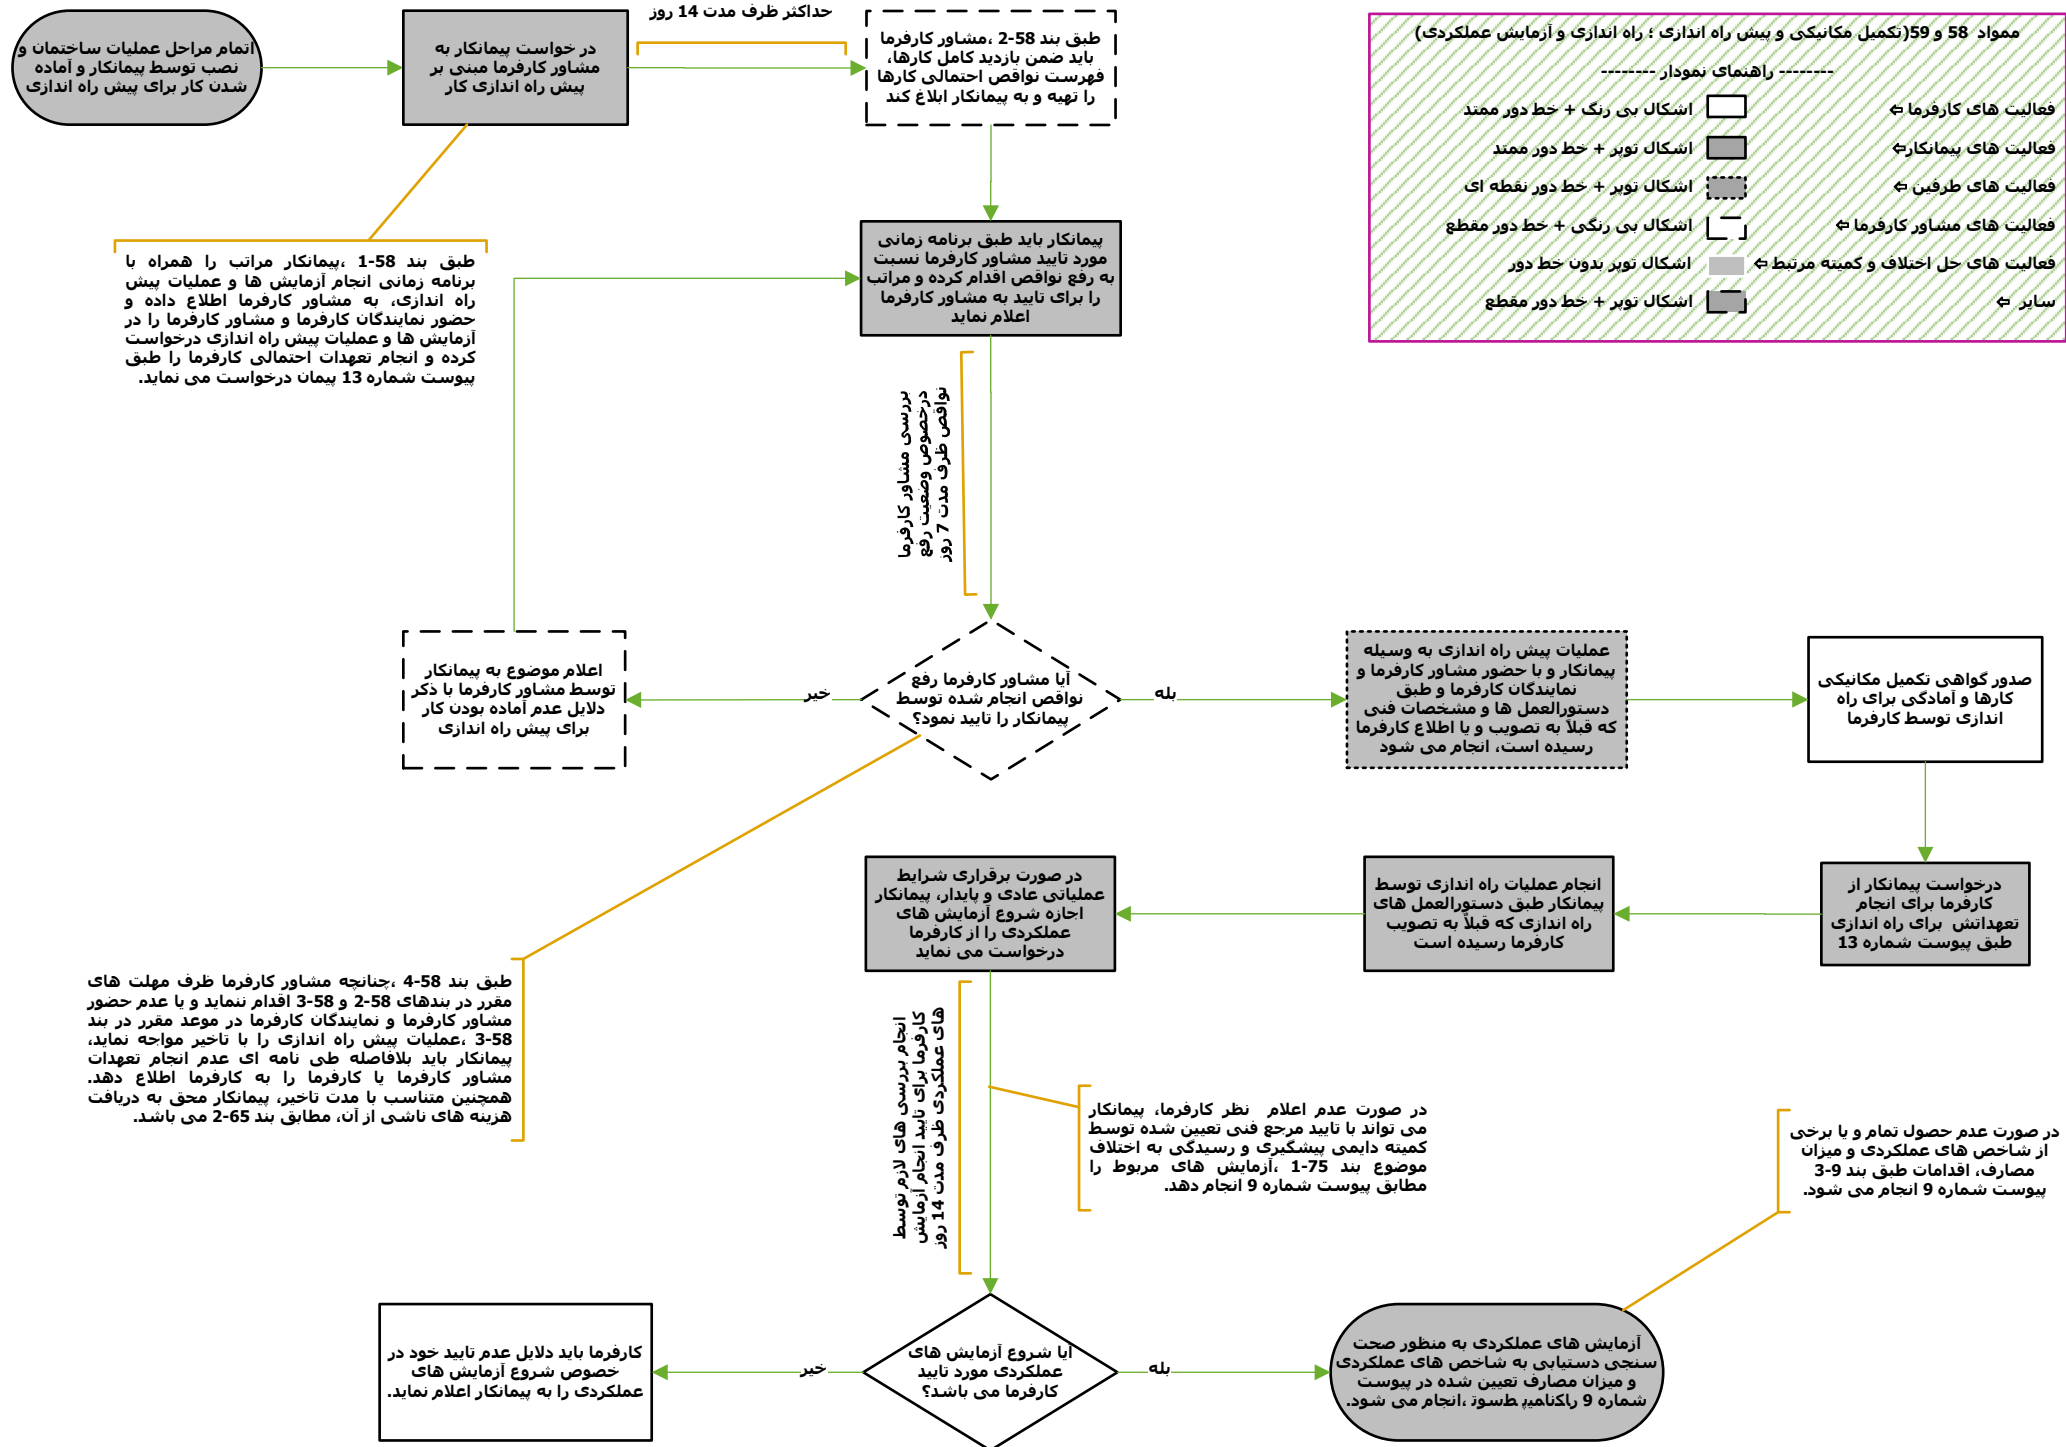 ممواد 58 و 59(تکمیل مکانیکی و پیش راه اندازی ؛ راه اندازی و آزمایش عملکردی)
-------- راهنمای نمودار --------
فعالیت های کارفرما ⇦ اشکال بی رنگ + خط دور ممتد
فعالیت های پیمانکار⇦ اشکال توپر + خط دور ممتد
فعالیت های طرفین ⇦ اشکال توپر + خط دور نقطه ای
فعالیت های مشاور کارفرما ⇦ اشکال بی رنگی + خط دور مقطع
فعالیت های حل اختلاف و کمیته مرتبط ⇦ اشکال توپر بدون خط دور
سایر ⇦ اشکال توپر + خط دور مقطع
اتمام مراحل عملیات ساختمان و
نصب توسط پیمانکار و آماده
شدن کار برای پیش راه اندازی
در خواست پیمانکار به
مشاور کارفرما مبنی بر
پیش راه اندازی کار
حداکثر ظرف مدت 14 روز
طبق بند 58-2 ،مشاور کارفرما
باید ضمن بازدید کامل کارها،
فهرست نواقص احتمالی کارها
را تهیه و به پیمانکار ابلاغ کند
طبق بند 58-1 ،پیمانکار مراتب را همراه با
برنامه زمانی انجام آزمایش ها و عملیات پیش
راه اندازی، به مشاور کارفرما اطلاع داده و
حضور نمایندگان کارفرما و مشاور کارفرما را در
آزمایش ها و عملیات پیش راه اندازی درخواست
کرده و انجام تعهدات احتمالی کارفرما را طبق
پیوست شماره 13 پیمان درخواست می نماید.
پیمانکار باید طبق برنامه زمانی
مورد تایید مشاور کارفرما نسبت
به رفع نواقص اقدام کرده و مراتب
را برای تایید به مشاور کارفرما
اعلام نماید
بررسی مشاور کارفرما
درخصوص وضعیت رفع
نواقص ظرف مدت 7 روز
آیا مشاور کارفرما رفع
نواقص انجام شده توسط
پیمانکار را تایید نمود؟
خیر
بله
اعلام موضوع به پیمانکار
توسط مشاور کارفرما با ذکر
دلایل عدم آماده بودن کار
برای پیش راه اندازی
عملیات پیش راه اندازی به وسیله
پیمانکار و با حضور مشاور کارفرما و
نمایندگان کارفرما و طبق
دستورالعمل ها و مشخصات فنی
که قبلاً به تصویب و یا اطلاع کارفرما
رسیده است، انجام می شود
صدور گواهی تکمیل مکانیکی
کارها و آمادگی برای راه
اندازی توسط کارفرما
درخواست پیمانکار از
کارفرما برای انجام
تعهداتش برای راه اندازی
طبق پیوست شماره 13
انجام عملیات راه اندازی توسط
پیمانکار طبق دستورالعمل های
راه اندازی که قبلاً به تصویب
کارفرما رسیده است
در صورت برقراری شرایط
عملیاتی عادی و پایدار، پیمانکار
اجازه شروع آزمایش های
عملکردی را از کارفرما
درخواست می نماید
طبق بند 58-4 ،چنانچه مشاور کارفرما ظرف مهلت های
مقرر در بندهای 58-2 و 58-3 اقدام ننماید و یا عدم حضور
مشاور کارفرما و نمایندگان کارفرما در موعد مقرر در بند
58-3 ،عملیات پیش راه اندازی را با تاخیر مواجه نماید،
پیمانکار باید بلافاصله طی نامه ای عدم انجام تعهدات
مشاور کارفرما یا کارفرما را به کارفرما اطلاع دهد.
همچنین متناسب با مدت تاخیر، پیمانکار محق به دریافت
هزینه های ناشی از آن، مطابق بند 65-2 می باشد.
انجام بررسی های لازم توسط
کارفرما برای تایید انجام آزمایش
های عملکردی ظرف مدت 14 روز
در صورت عدم اعلام نظر کارفرما، پیمانکار
می تواند با تایید مرجع فنی تعیین شده توسط
کمیته دایمی پیشگیری و رسیدگی به اختلاف
موضوع بند 75-1 ،آزمایش های مربوط را
مطابق پیوست شماره 9 انجام دهد.
در صورت عدم حصول تمام و یا برخی
از شاخص های عملکردی و میزان
مصارف، اقدامات طبق بند 9-3
پیوست شماره 9 انجام می شود.
کارفرما باید دلایل عدم تایید خود در
خصوص شروع آزمایش های
عملکردی را به پیمانکار اعلام نماید.
خیر
آیا شروع آزمایش های
عملکردی مورد تایید
کارفرما می باشد؟
بله
آزمایش های عملکردی به منظور صحت
سنجی دستیابی به شاخص های عملکردی
و میزان مصارف تعیین شده در پیوست
شماره 9 راکنامیپ طسوت ،انجام می شود.